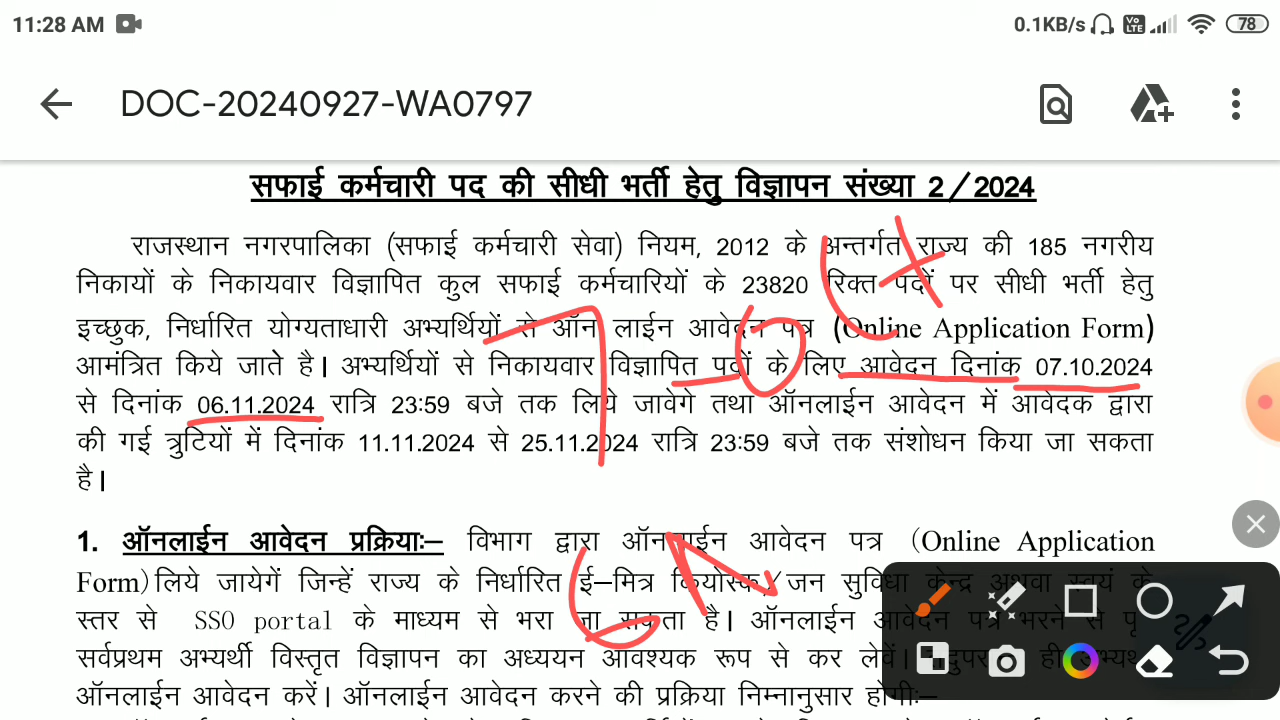 11:28 AM 0.1KB/s Vo LTE 78
DOC-20240927-WA0797
सफाई कर्मचारी पद की सीधी भर्ती हेतु विज्ञापन संख्या 2/2024
राजस्थान नगरपालिका (सफाई कर्मचारी सेवा) नियम, 2012 के अन्तर्गत राज्य की 185 नगरीय
निकायों के निकायवार विज्ञापित कुल सफाई कर्मचारियों के 23820 रिक्त पदों पर सीधी भर्ती हेतु
इच्छुक, निर्धारित योग्यताधारी अभ्यर्थियों से ऑन लाईन आवेदन पत्र (Online Application Form)
आमंत्रित किये जाते है। अभ्यर्थियों से निकायवार विज्ञापित पदों के लिए आवेदन दिनांक 07.10.2024
से दिनांक 06.11.2024 रात्रि 23:59 बजे तक लिये जावेगे तथा ऑनलाईन आवेदन में आवेदक द्वारा
की गई त्रुटियों में दिनांक 11.11.2024 से 25.11.2024 रात्रि 23:59 बजे तक संशोधन किया जा सकता
है।
1. ऑनलाईन आवेदन प्रक्रियाः– विभाग द्वारा ऑनलाईन आवेदन पत्र (Online Application
Form) लिये जायेगें जिन्हें राज्य के निर्धारित ई–मित्र कियोस्क/जन सुविधा केन्द्र अथवा स्वयं के
स्तर से SSO portal के माध्यम से भरा जा सकता है। ऑनलाईन आवेदन पत्र भरने से
सर्वप्रथम अभ्यर्थी विस्तृत विज्ञापन का अध्ययन आवश्यक रूप से कर लेवें। ही
ऑनलाईन आवेदन करें। ऑनलाईन आवेदन करने की प्रक्रिया निम्नानुसार होगीः–